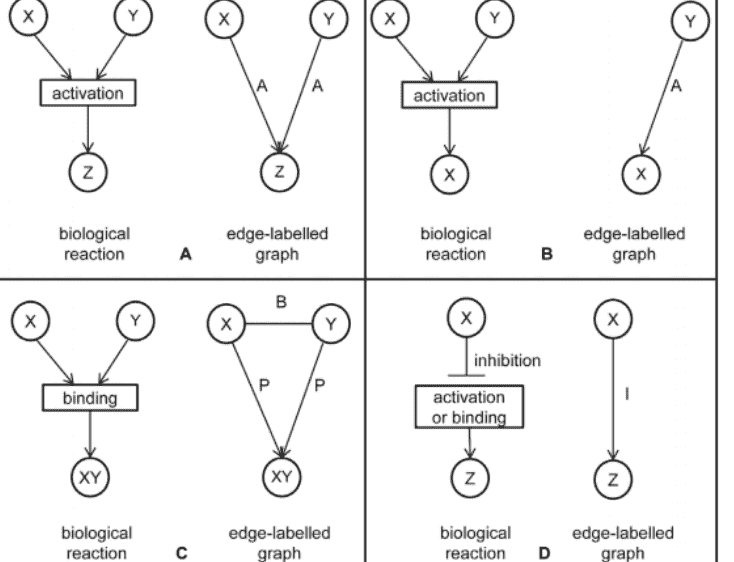 X
Y
activation
Z
biological
reaction
X
Y
A
A
Z
edge-labelled
graph
A
X
Y
activation
X
biological
reaction
Y
A
X
edge-labelled
graph
B
X
Y
binding
XY
biological
reaction
B
X
Y
P
P
XY
edge-labelled
graph
C
X
inhibition
activation
or binding
Z
biological
reaction
X
I
Z
edge-labelled
graph
D